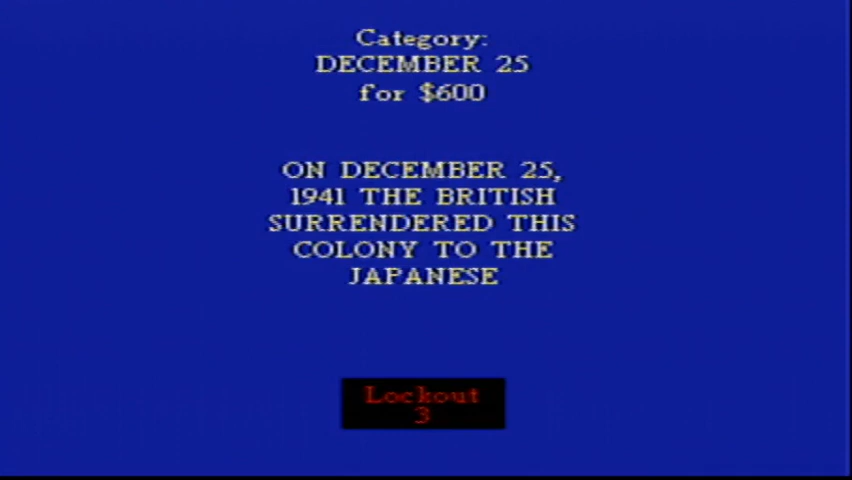 Category:
DECEMBER 25
for $600
ON DECEMBER 25,
1941 THE BRITISH
SURRENDERED THIS
COLONY TO THE
JAPANESE
Lockout
3